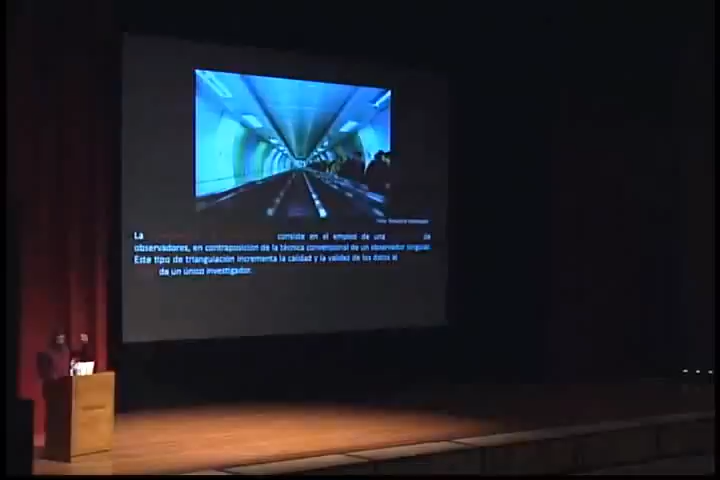 La consiste en el empleo de una de
observadores, en contraposición de la técnica convencional de un observador singular.
Este tipo de triangulación incrementa la calidad y la validez de los datos al
de un único investigador.